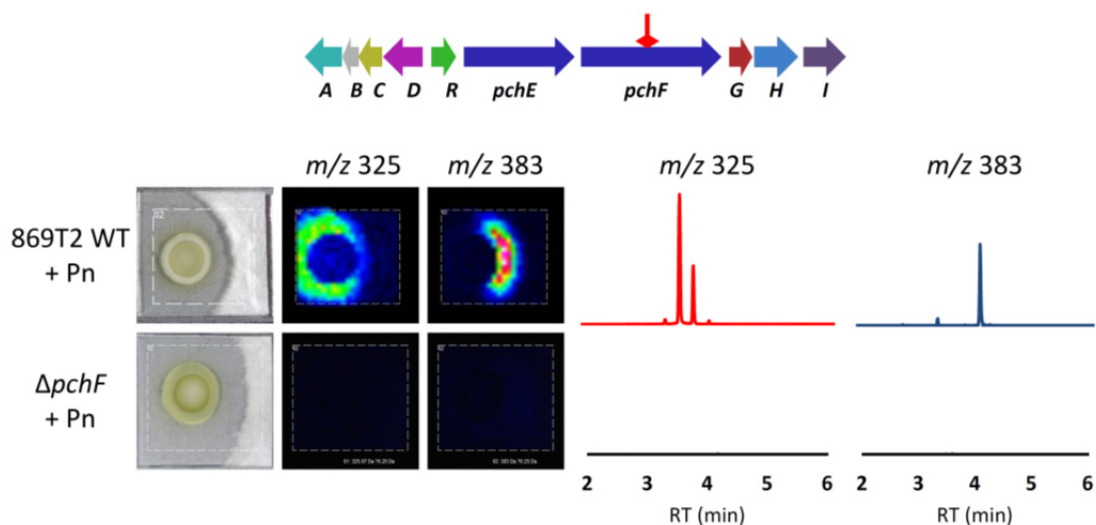 A B C D R pchE pchF G H I
m/z 325 m/z 383 m/z 325 m/z 383
869T2 WT
+ Pn
02
ΔpchF
+ Pn
2 3 4 5 6 2 3 4 5 6
RT (min) RT (min)